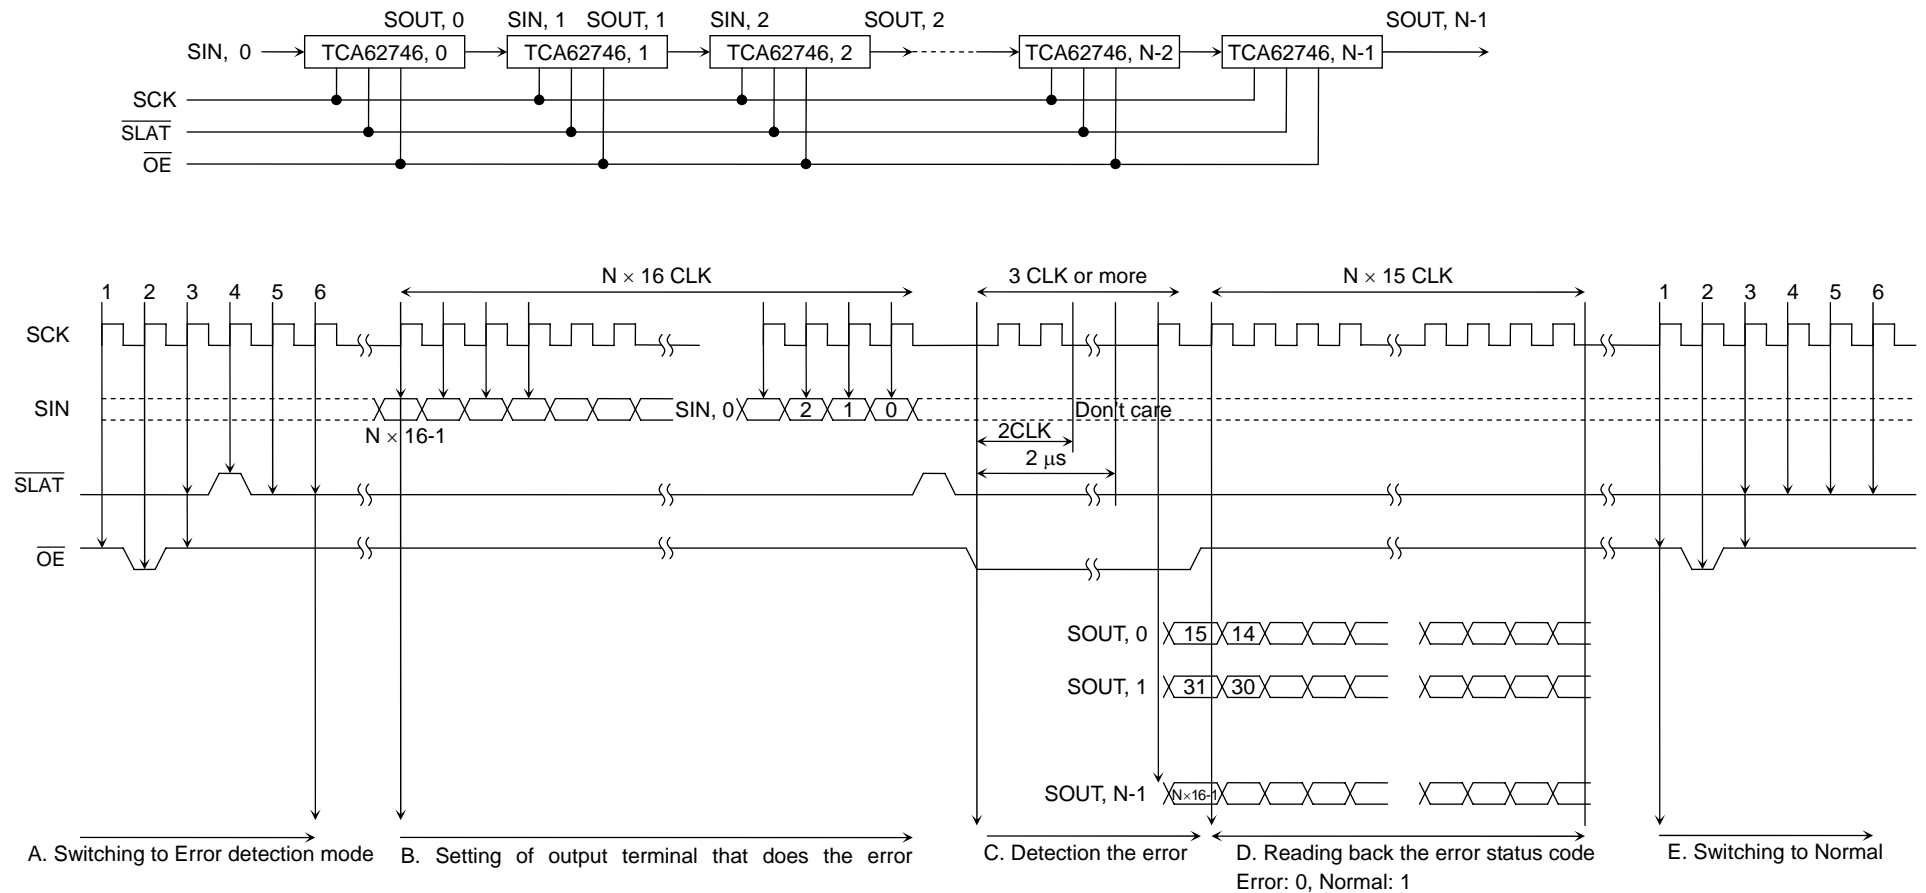 SOUT, 0 SIN, 1 SOUT, 1 SIN, 2 SOUT, 2 SOUT, N-1
SIN, 0 TCA62746, 0 TCA62746, 1 TCA62746, 2 TCA62746, N-2 TCA62746, N-1
SCK
SLAT
OE
N × 16 CLK 3 CLK or more N × 15 CLK
1 2 3 4 5 6 1 2 3 4 5 6
SCK
SIN SIN, 0 2 1 0 Don't care
N × 16-1 2CLK
2 μs
SLAT
OE
SOUT, 0 15 14
SOUT, 1 31 30
SOUT, N-1 N×16-1
A. Switching to Error detection mode B. Setting of output terminal that does the error C. Detection the error D. Reading back the error status code E. Switching to Normal
Error: 0, Normal: 1